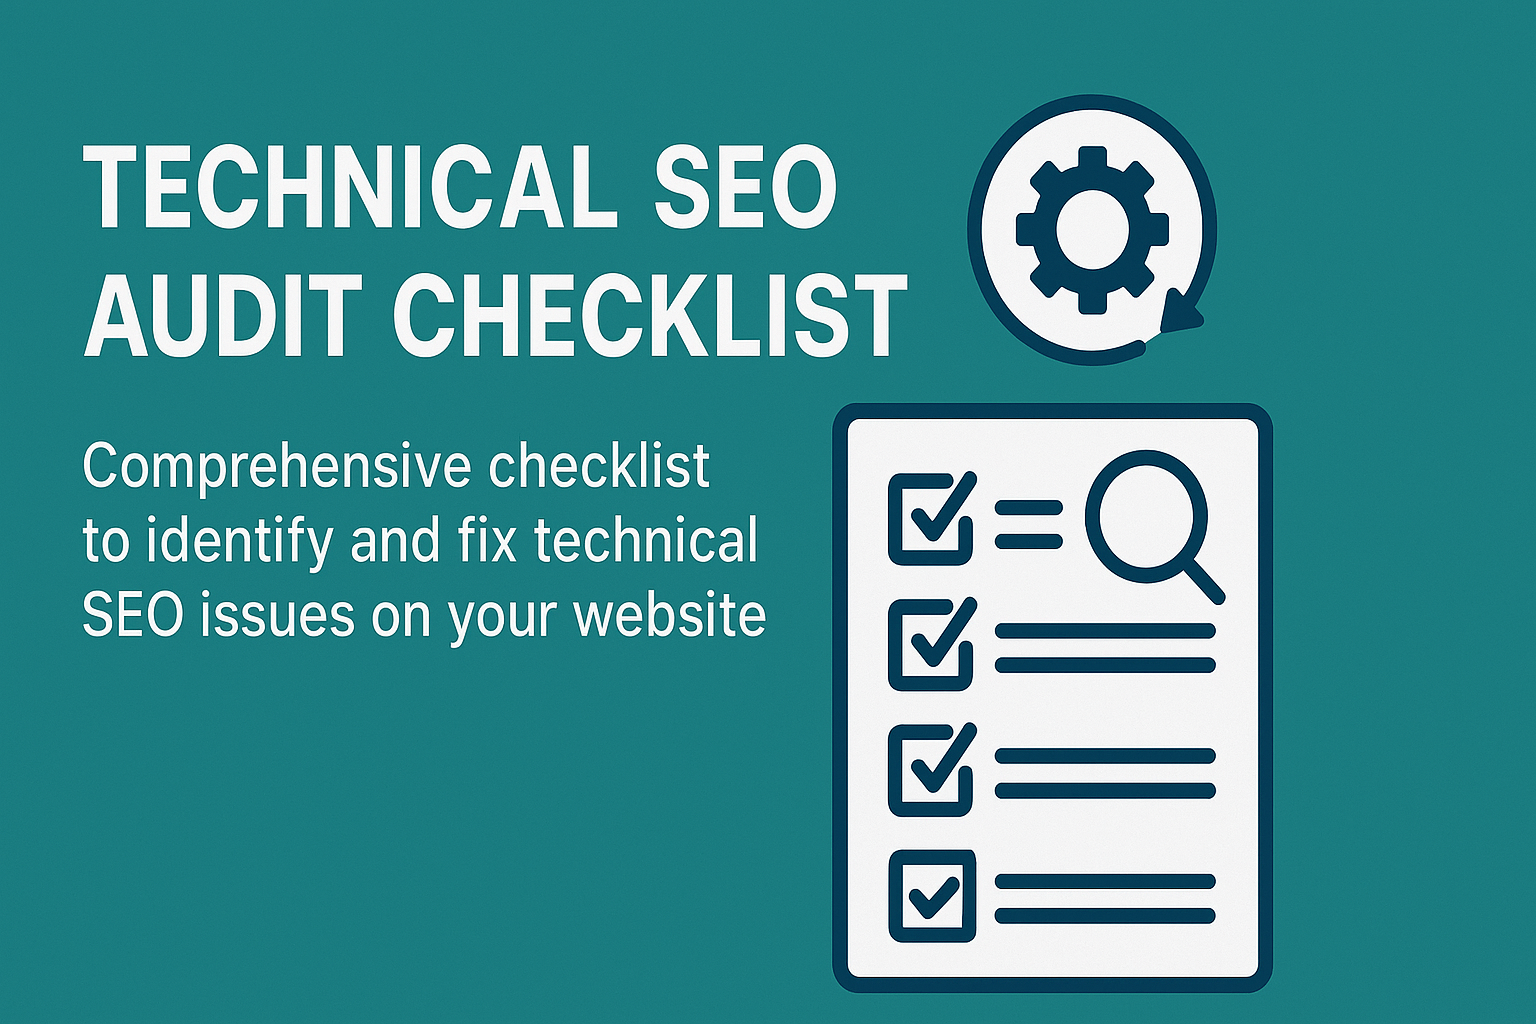 TECHNICAL SEO
AUDIT CHECKLIST
Comprehensive checklist
to identify and fix technical
SEO issues on your website